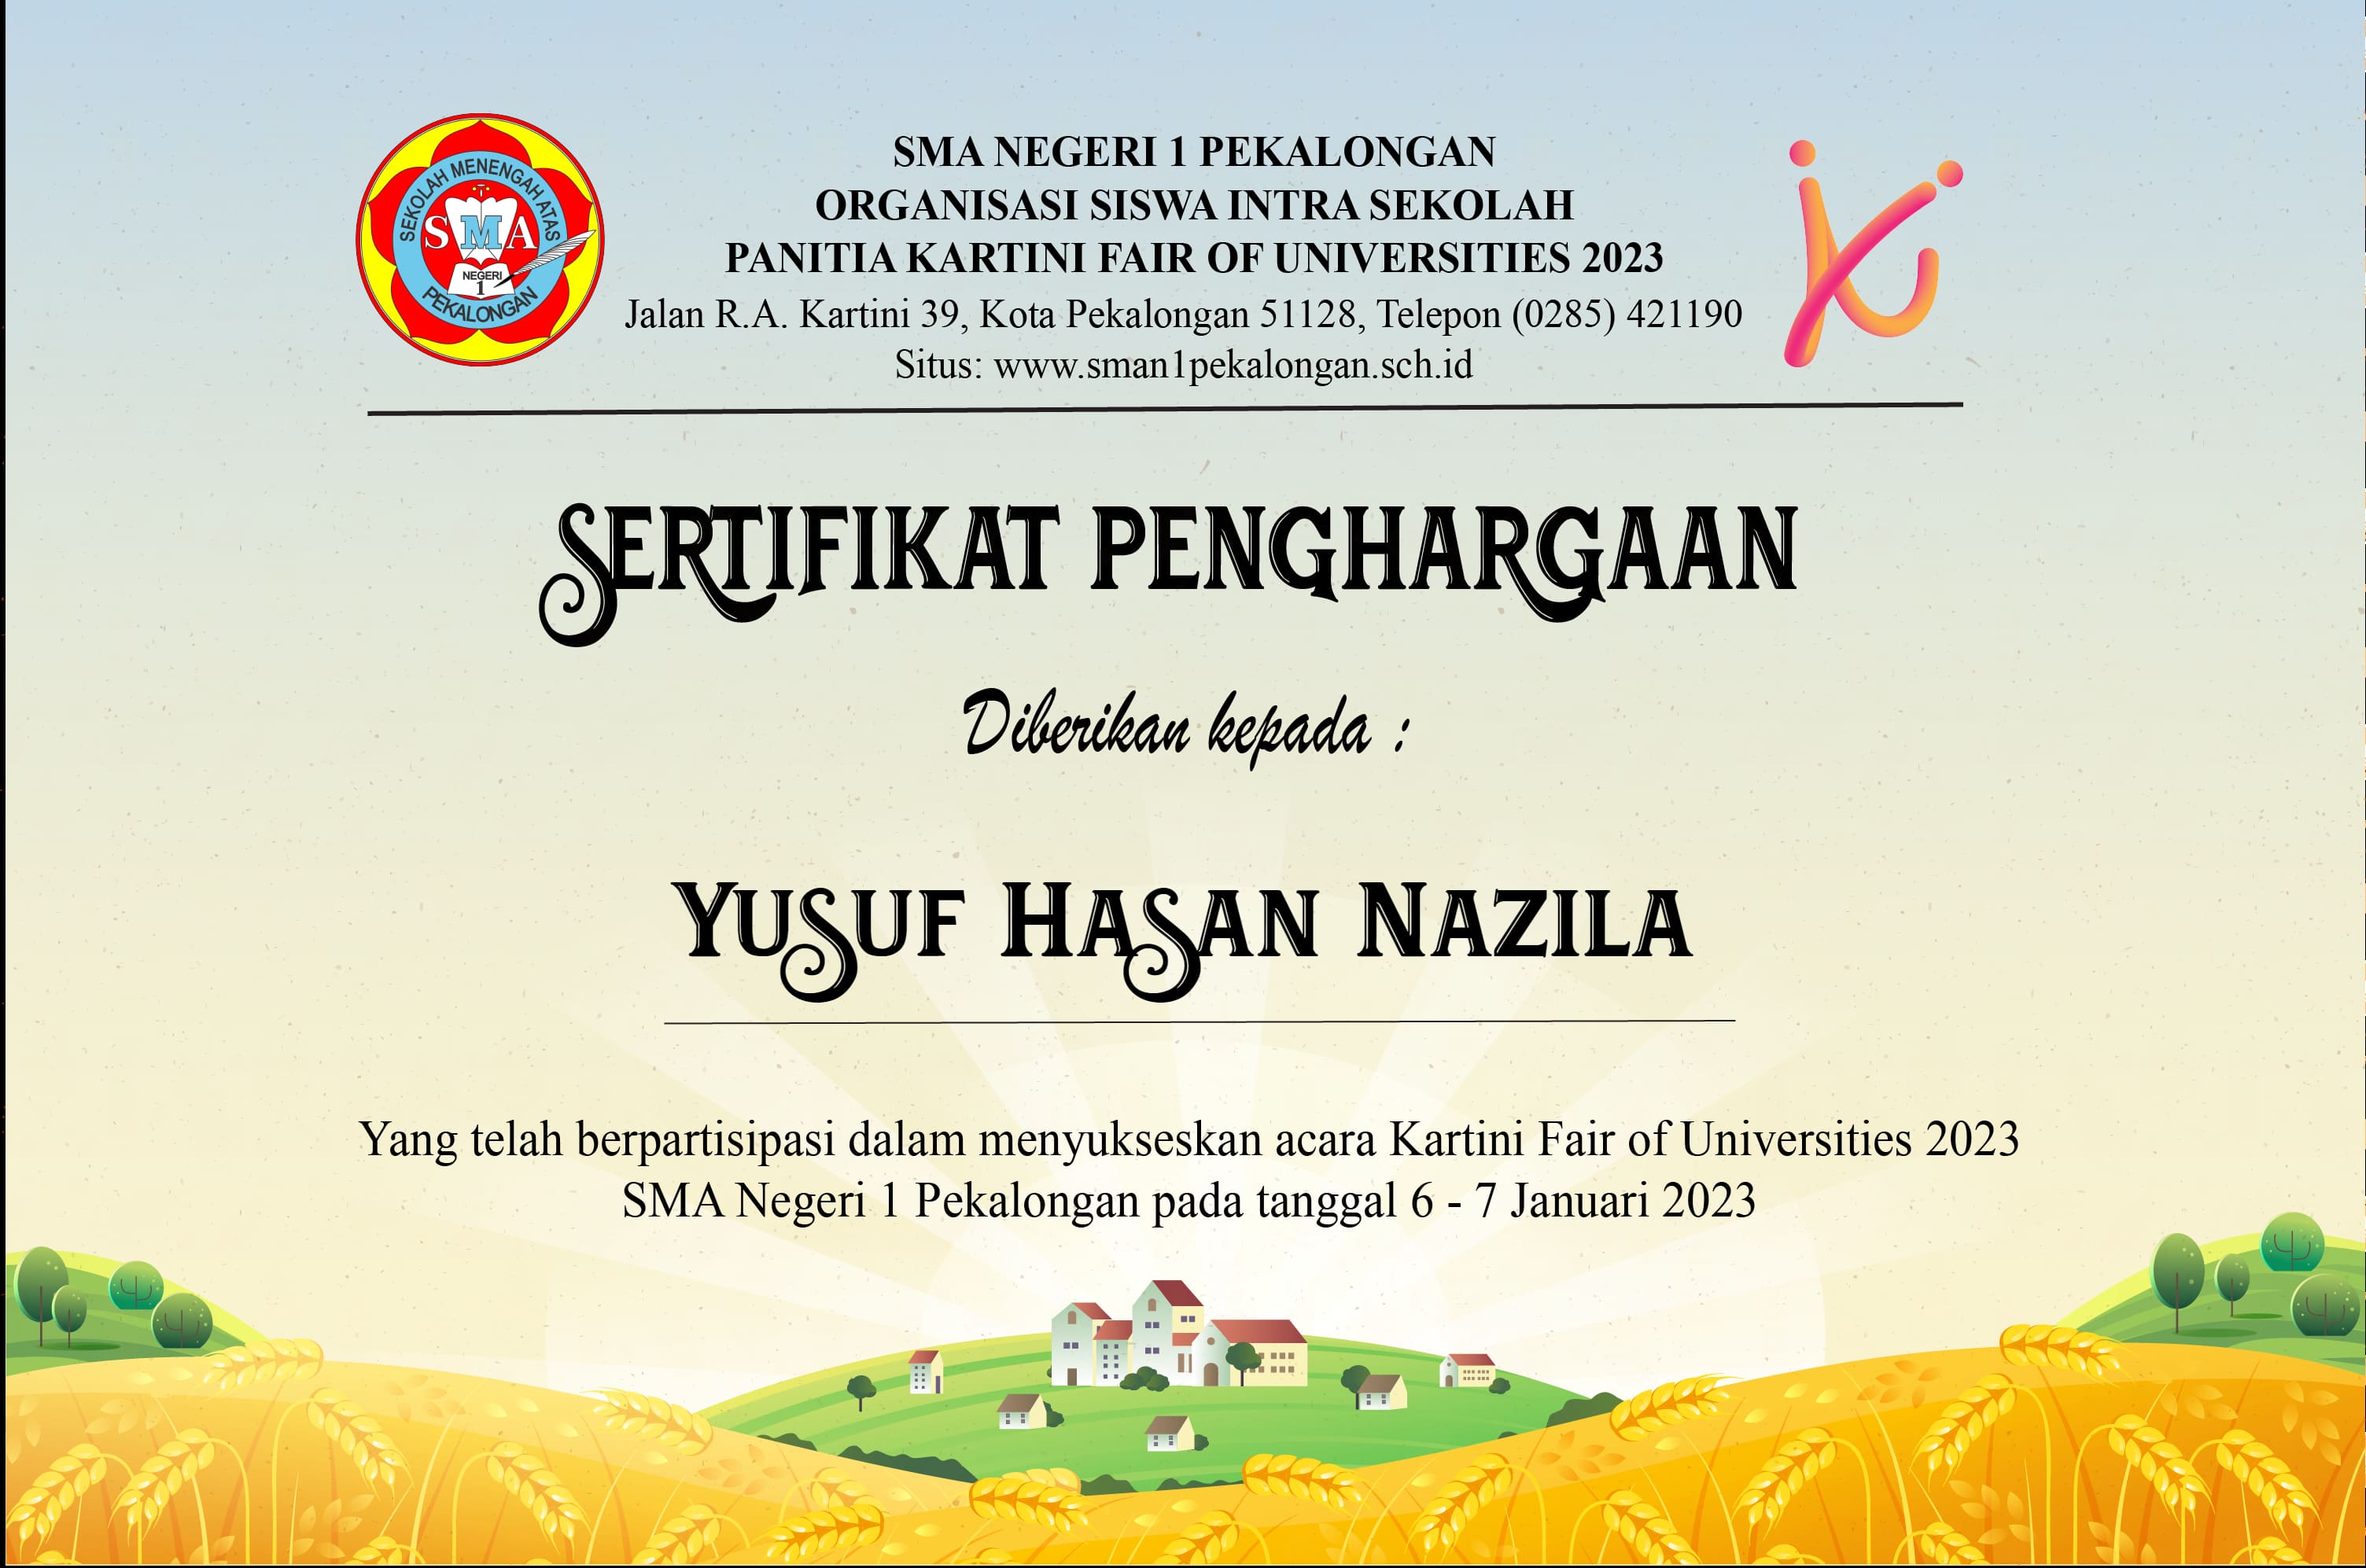 SEKOLAH MENENGAH ATAS
SMA
NEGERI
1
PEKALONGAN
SMA NEGERI 1 PEKALONGAN
ORGANISASI SISWA INTRA SEKOLAH
PANITIA KARTINI FAIR OF UNIVERSITIES 2023
Jalan R.A. Kartini 39, Kota Pekalongan 51128, Telepon (0285) 421190
Situs: www.sman1pekalongan.sch.id
SERTIFIKAT PENGHARGAAN
Diberikan kepada :
YUSUF HASAN NAZILA
Yang telah berpartisipasi dalam menyukseskan acara Kartini Fair of Universities 2023
SMA Negeri 1 Pekalongan pada tanggal 6 - 7 Januari 2023